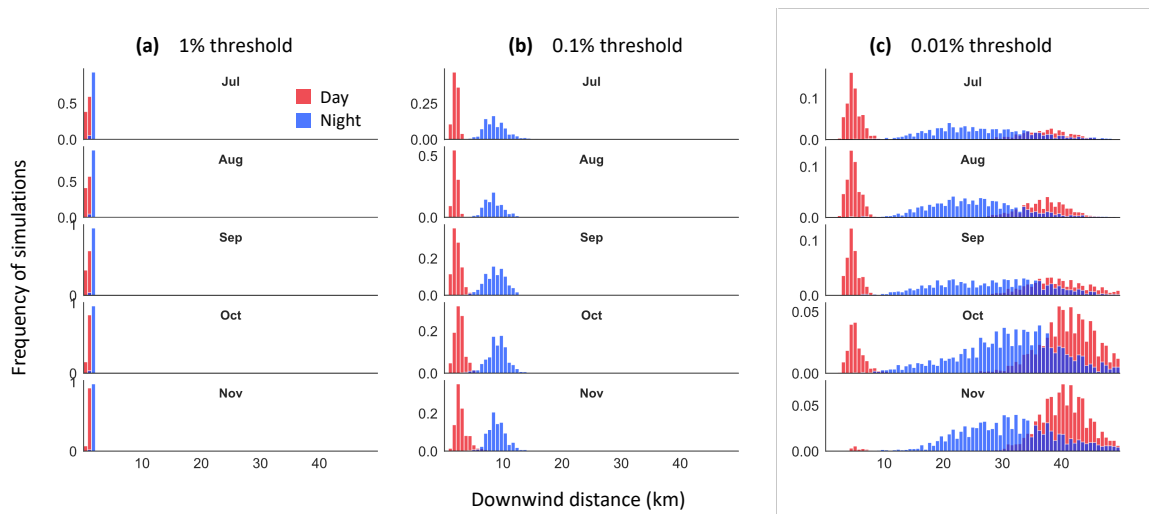 (a) 1% threshold
(b) 0.1% threshold
(c) 0.01% threshold
Frequency of simulations
Jul
0.5
0.0
Day
Night
Aug
0.5
0.0
Sep
1
0
Oct
1
0
Nov
1
0
10 20 30 40
Jul
0.25
0.00
Aug
0.5
0.0
Sep
0.2
0.0
Oct
0.2
0.0
Nov
0.2
0.0
10 20 30 40
Jul
0.1
0.0
Aug
0.1
0.0
Sep
0.1
0.0
Oct
0.05
0.00
Nov
0.05
0.00
10 20 30 40
Downwind distance (km)